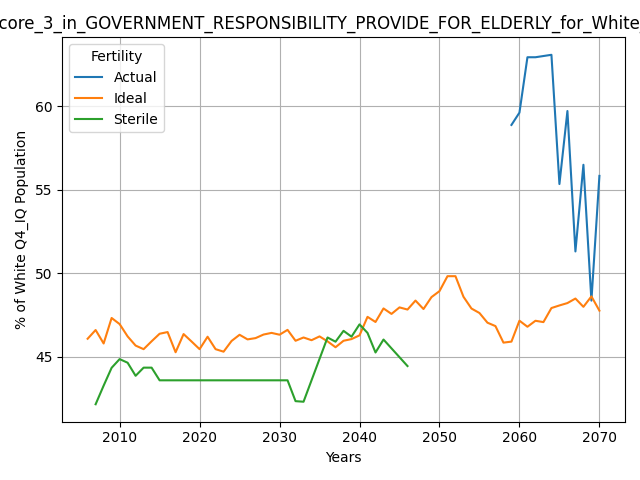 core_3_in_GOVERNMENT_RESPONSIBILITY_PROVIDE_FOR_ELDERLY_for_White_
Fertility
Actual
Ideal
Sterile
% of White Q4_IQ Population
60
55
50
45
2010
2020
2030
2040
2050
2060
2070
Years